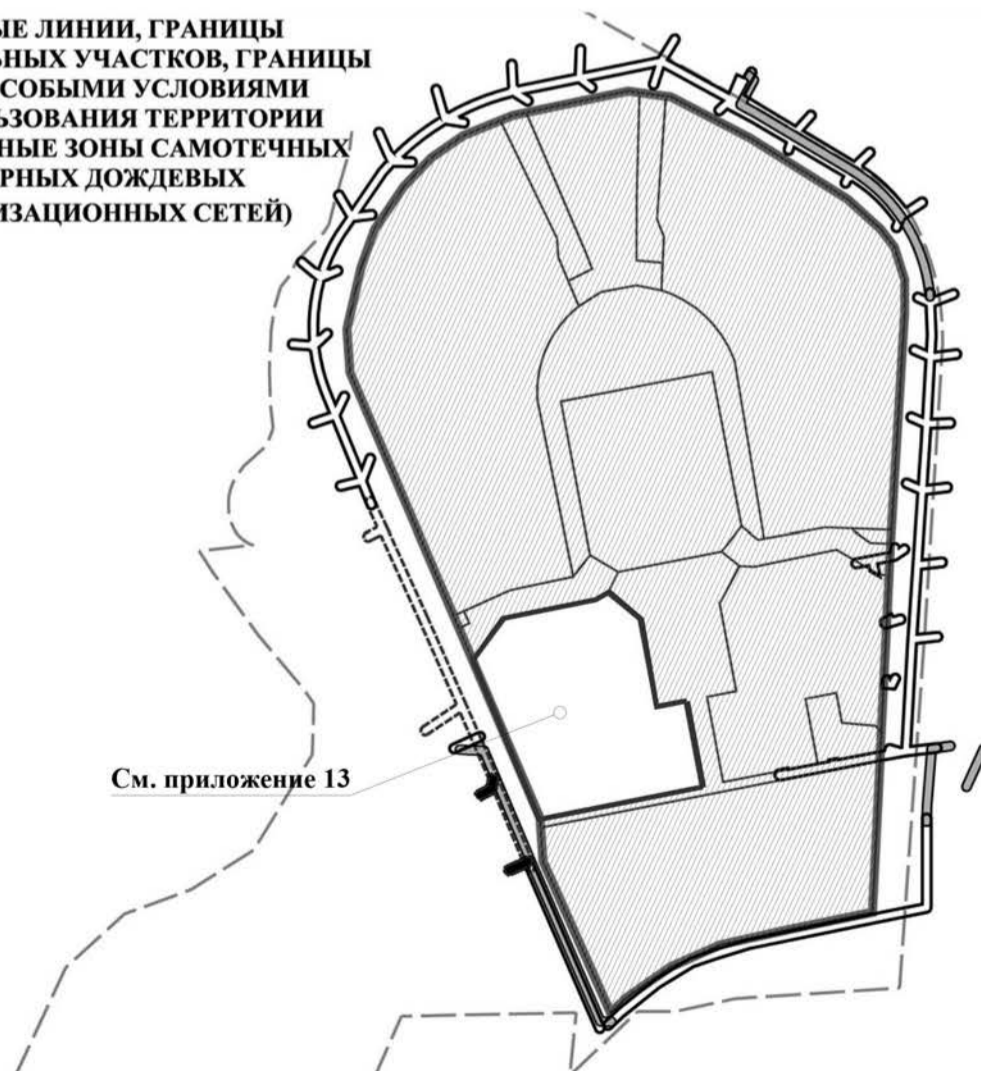 ЫЕ ЛИНИИ, ГРАНИЦЫ
ЬНЫХ УЧАСТКОВ, ГРАНИЦЫ
СОБЫМИ УСЛОВИЯМИ
ЬЗОВАНИЯ ТЕРРИТОРИИ
НЫЕ ЗОНЫ САМОТЕЧНЫХ
РНЫХ ДОЖДЕВЫХ
ИЗАЦИОННЫХ СЕТЕЙ)
См. приложение 13